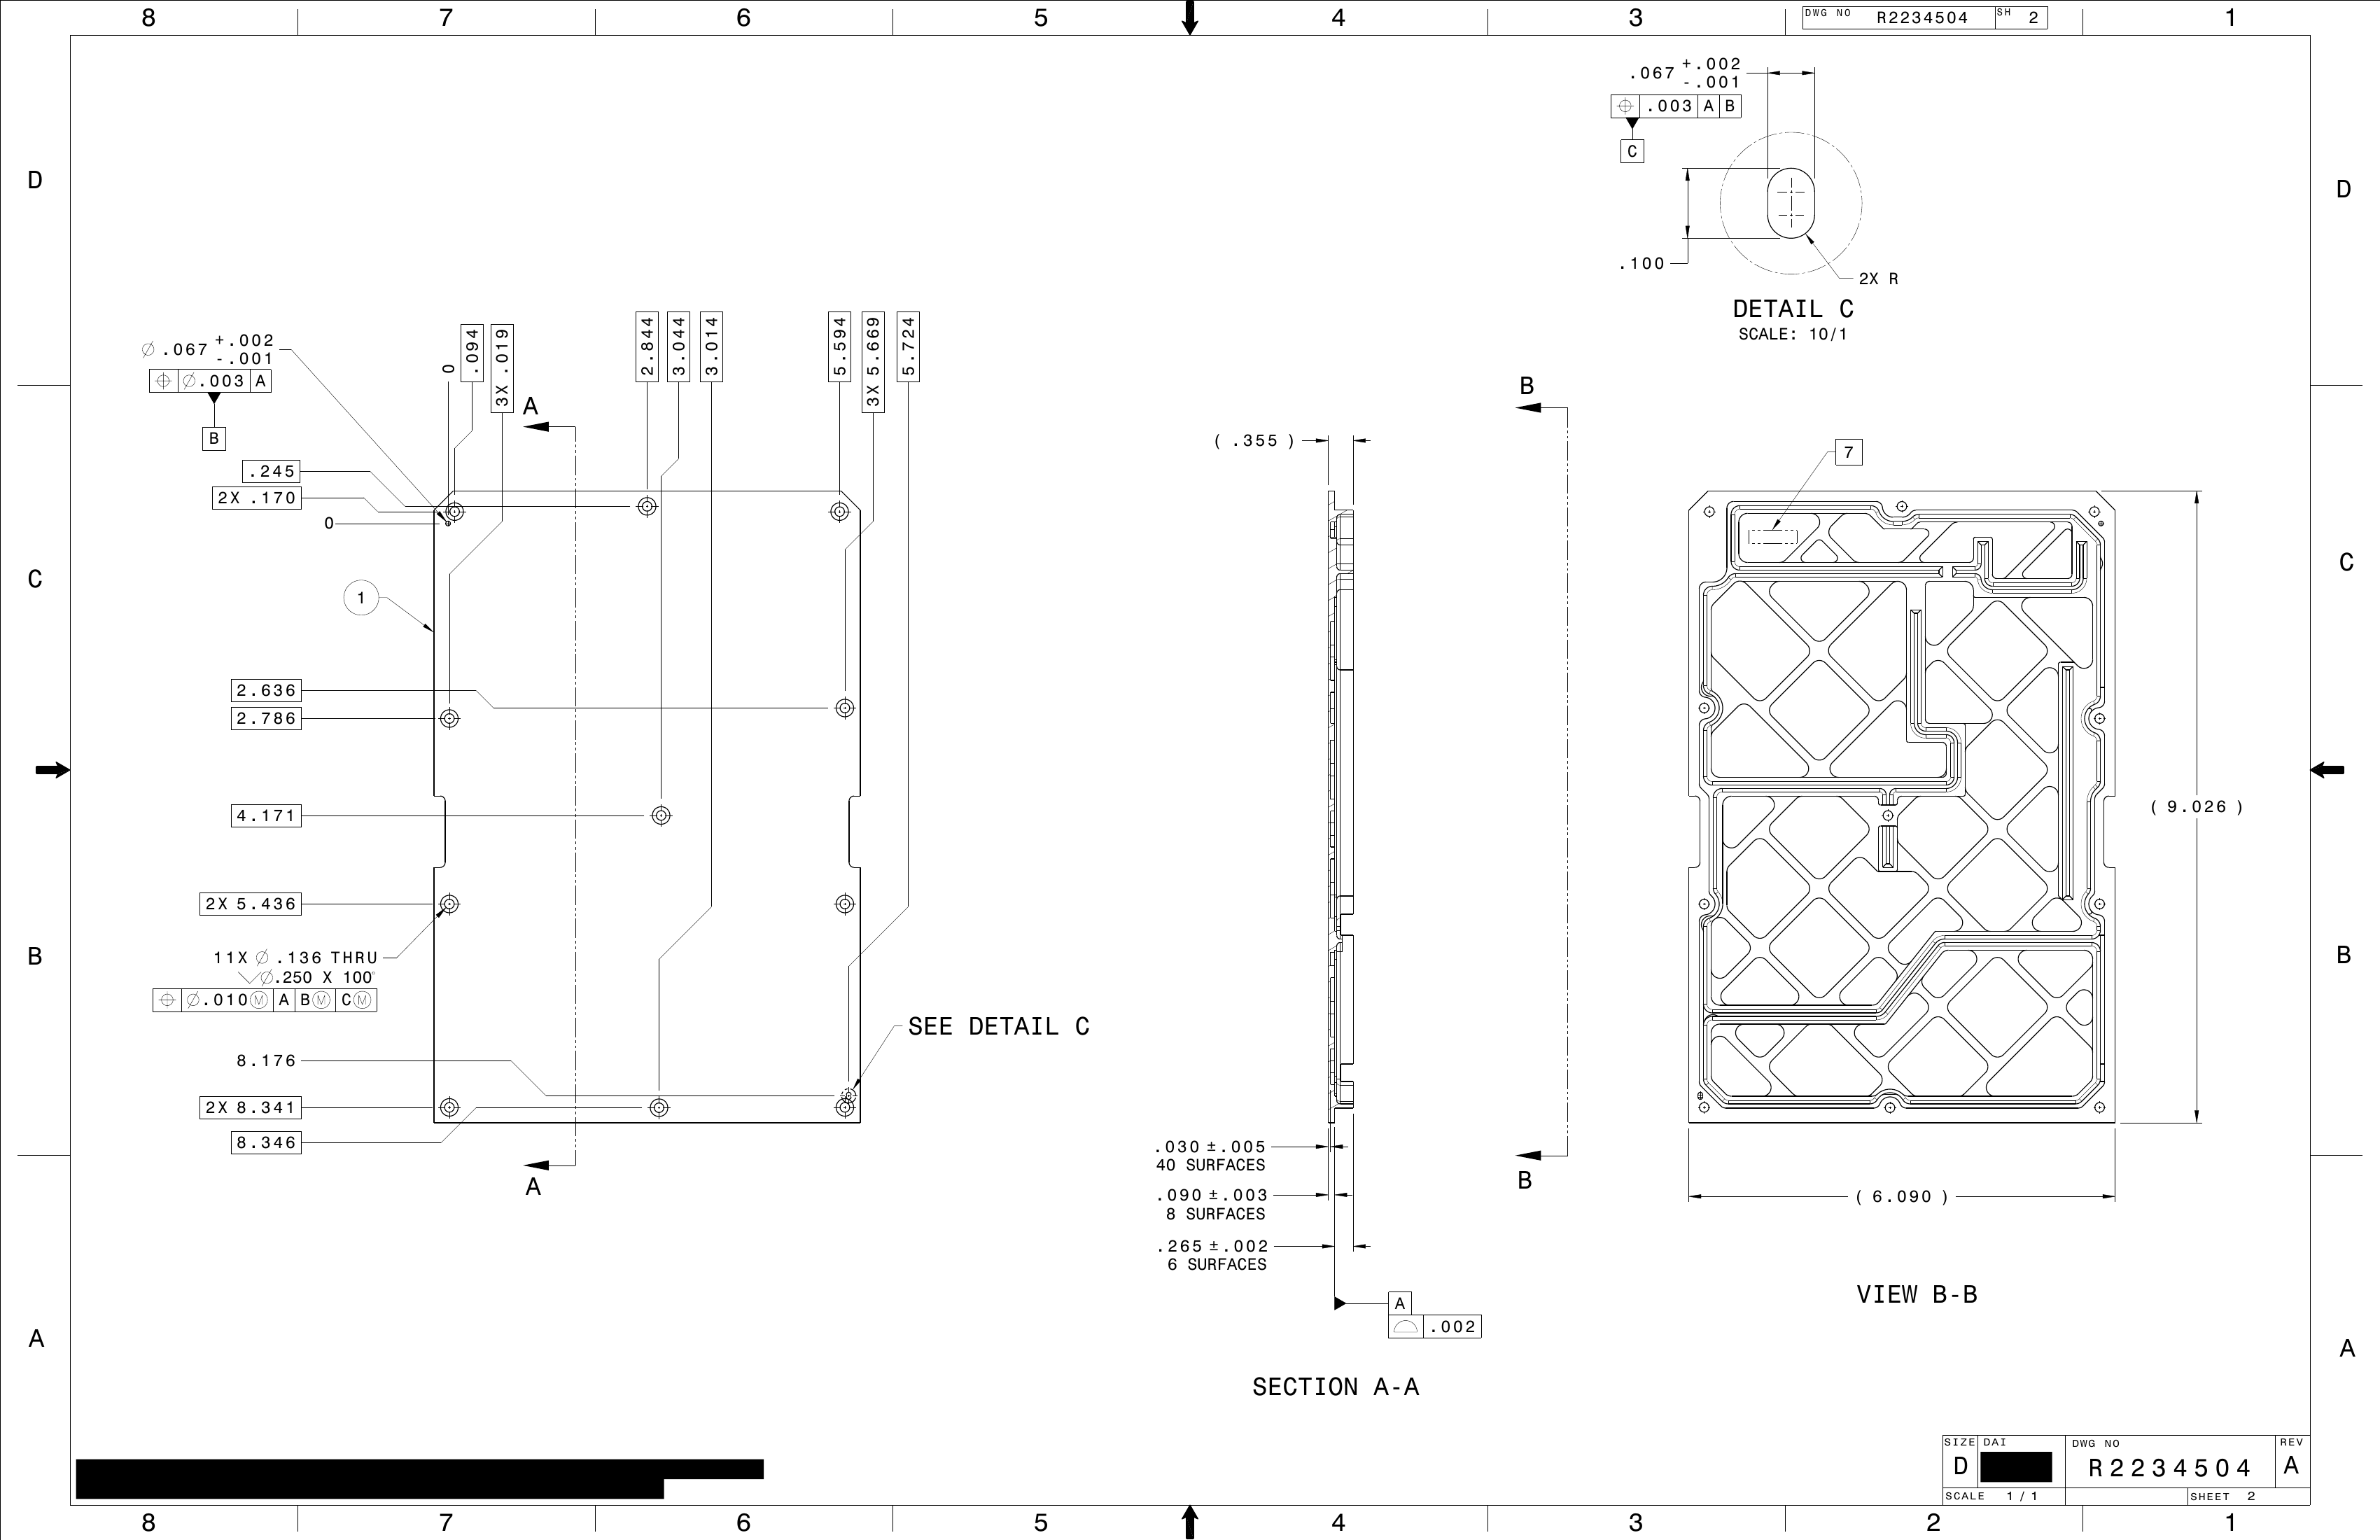 8 7 6 5 4 3 1
DWG NO R2234504 SH 2
.067 +.002
-.001
⌖ .003 A B
C
D D
.100
2X R
DETAIL C
SCALE: 10/1
∅ .067 +.002
-.001
⌖ ∅.003 A
B
0
.094
3X .019
2.844
3.044
3.014
5.594
3X 5.669
5.724
A
B
( .355 )
7
.245
2X .170
0
C C
1
2.636
2.786
4.171
( 9.026 )
2X 5.436
B B
11X ∅ .136 THRU
⌵∅.250 X 100°
⌖ ∅.010Ⓜ A BⓂ CⓂ
SEE DETAIL C
8.176
2X 8.341
8.346
A
B
.030 ±.005
40 SURFACES
.090 ±.003
8 SURFACES
.265 ±.002
6 SURFACES
( 6.090 )
A
⌓ .002
VIEW B-B
A A
SECTION A-A
SIZE DAI DWG NO REV
D R2234504 A
SCALE 1 / 1 SHEET 2
8 7 6 5 4 3 2 1